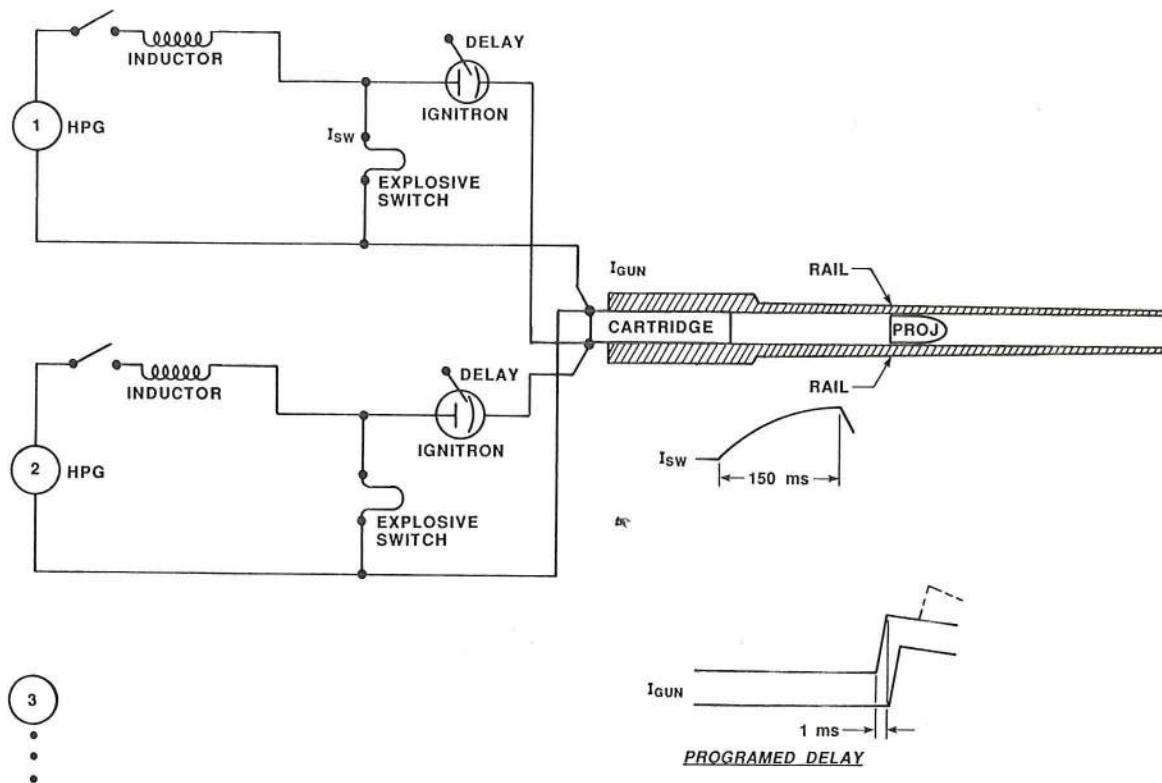 INDUCTOR
DELAY
IGNITRON
1
HPG
ISW
EXPLOSIVE
SWITCH
IGUN
RAIL
CARTRIDGE
PROJ
RAIL
INDUCTOR
DELAY
IGNITRON
2
HPG
EXPLOSIVE
SWITCH
ISW
150 ms
3
IGUN
1 ms
PROGRAMED DELAY